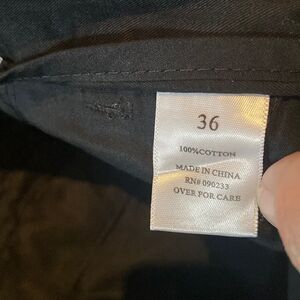 36
100%COTTON
MADE IN CHINA
RN# 090233
OVER FOR CARE